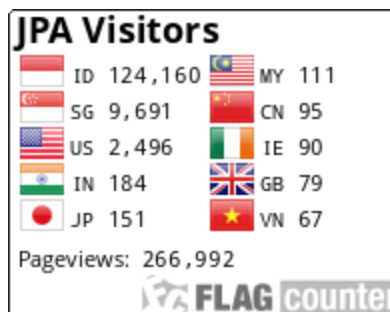 JPA Visitors
ID 124,160 MY 111
SG 9,691 CN 95
US 2,496 IE 90
IN 184 GB 79
JP 151 VN 67
Pageviews: 266,992
FC FLAG counter